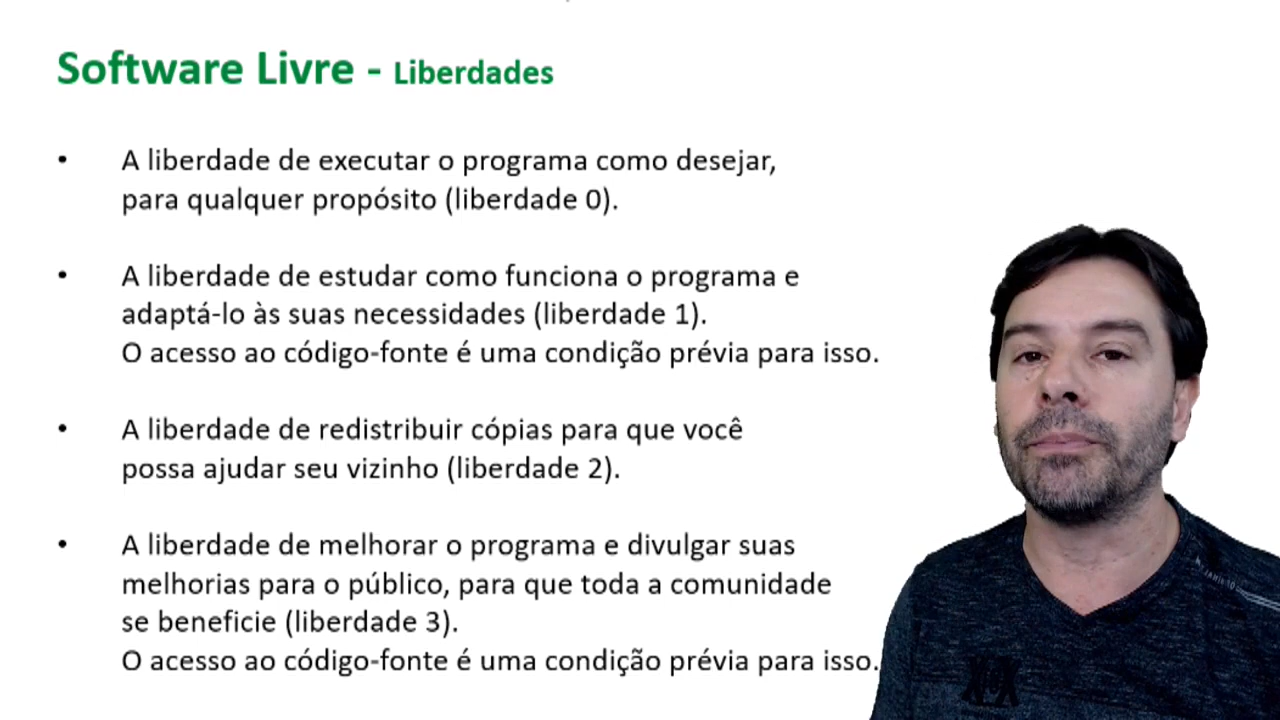 Software Livre - Liberdades
• A liberdade de executar o programa como desejar,
para qualquer propósito (liberdade 0).
• A liberdade de estudar como funciona o programa e
adaptá-lo às suas necessidades (liberdade 1).
O acesso ao código-fonte é uma condição prévia para isso.
• A liberdade de redistribuir cópias para que você
possa ajudar seu vizinho (liberdade 2).
• A liberdade de melhorar o programa e divulgar suas
melhorias para o público, para que toda a comunidade
se beneficie (liberdade 3).
O acesso ao código-fonte é uma condição prévia para isso.